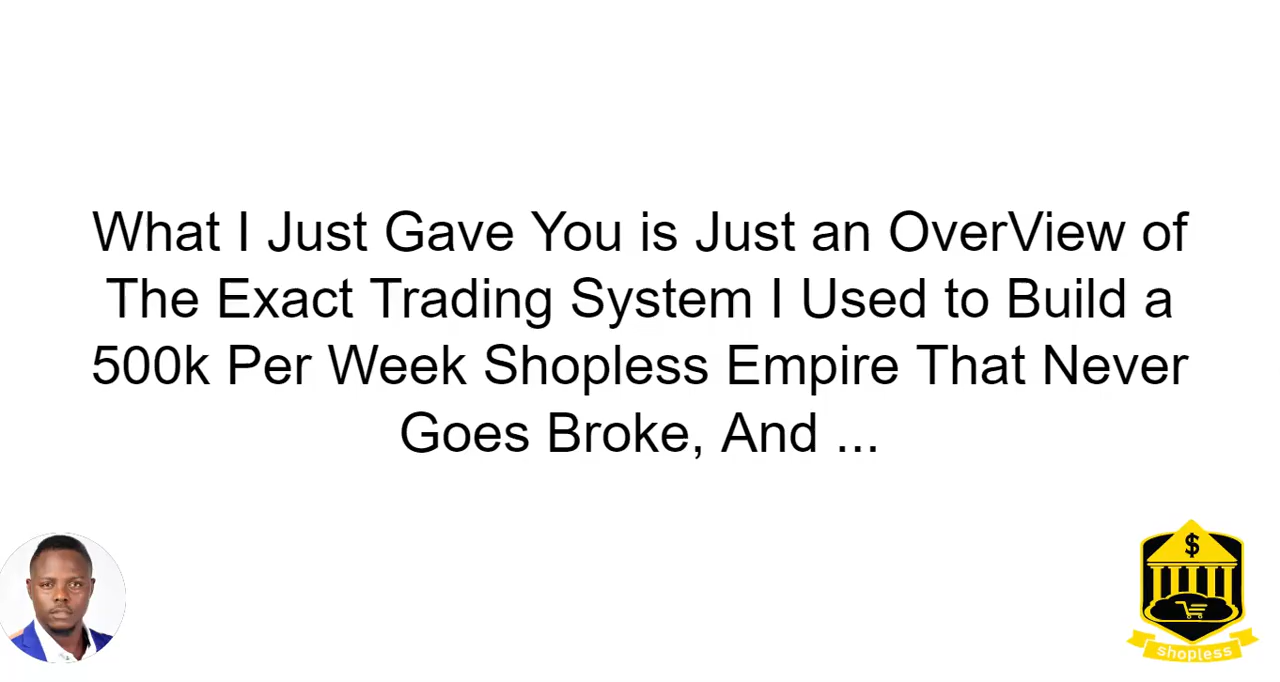 What I Just Gave You is Just an OverView of
The Exact Trading System I Used to Build a
500k Per Week Shopless Empire That Never
Goes Broke, And ...
$
shopless